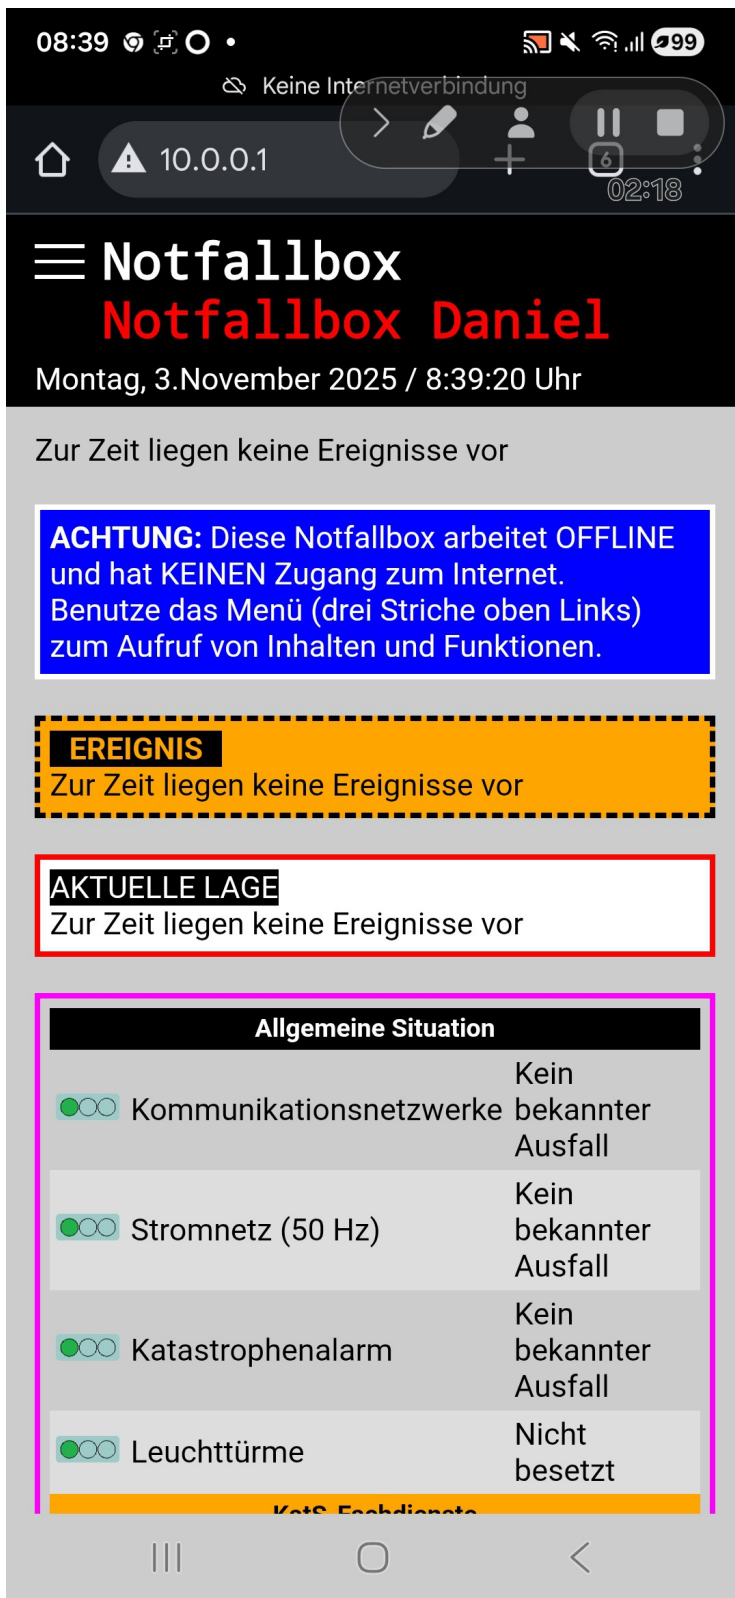 08:39
99
Keine Internetverbindung
10.0.0.1
6
02:18
Notfallbox
Notfallbox Daniel
Montag, 3.November 2025 / 8:39:20 Uhr
Zur Zeit liegen keine Ereignisse vor
ACHTUNG: Diese Notfallbox arbeitet OFFLINE
und hat KEINEN Zugang zum Internet.
Benutze das Menü (drei Striche oben Links)
zum Aufruf von Inhalten und Funktionen.
EREIGNIS
Zur Zeit liegen keine Ereignisse vor
AKTUELLE LAGE
Zur Zeit liegen keine Ereignisse vor
Allgemeine Situation
Kommunikationsnetzwerke Kein
bekannter
Ausfall
Stromnetz (50 Hz) Kein
bekannter
Ausfall
Katastrophenalarm Kein
bekannter
Ausfall
Leuchttürme Nicht
besetzt
KatS-Fachdienste